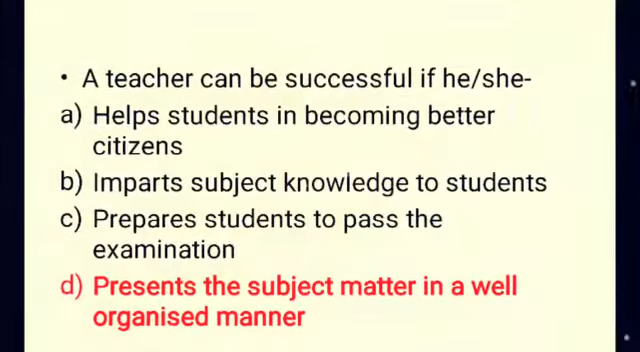 • A teacher can be successful if he/she-
a) Helps students in becoming better
citizens
b) Imparts subject knowledge to students
c) Prepares students to pass the
examination
d) Presents the subject matter in a well
organised manner